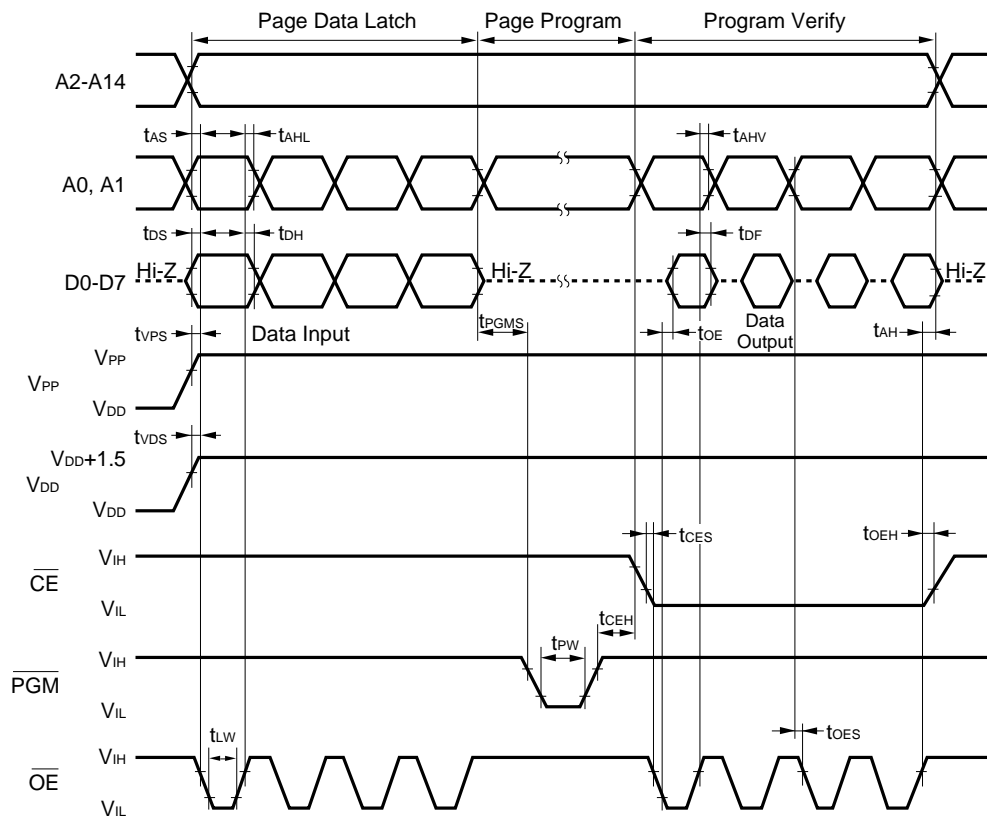 Page Data Latch Page Program Program Verify
A2-A14
tAS tAHL tAHV
A0, A1
tDS tDH tDF
Hi-Z Hi-Z Hi-Z
D0-D7
tVPS Data Input tPGMS tOE Data Output tAH
VPP
VPP
VDD
tVDS
VDD+1.5
VDD
VDD
tCES tOEH
VIH
CE
VIL
tCEH
VIH tPW
PGM
VIL
tLW tOES
VIH
OE
VIL